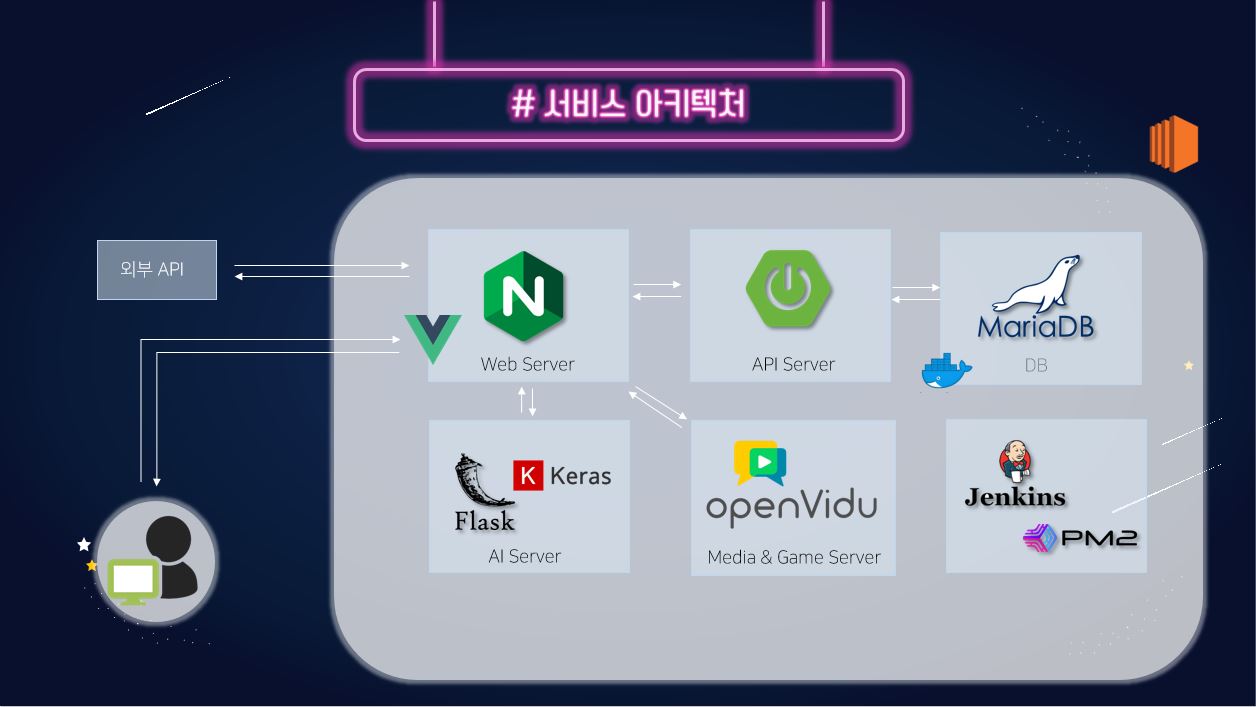 # 서비스 아키텍처
외부 API
N
Web Server
API Server
MariaDB
DB
Flask
K Keras
AI Server
openVidu
Media & Game Server
Jenkins
PM2